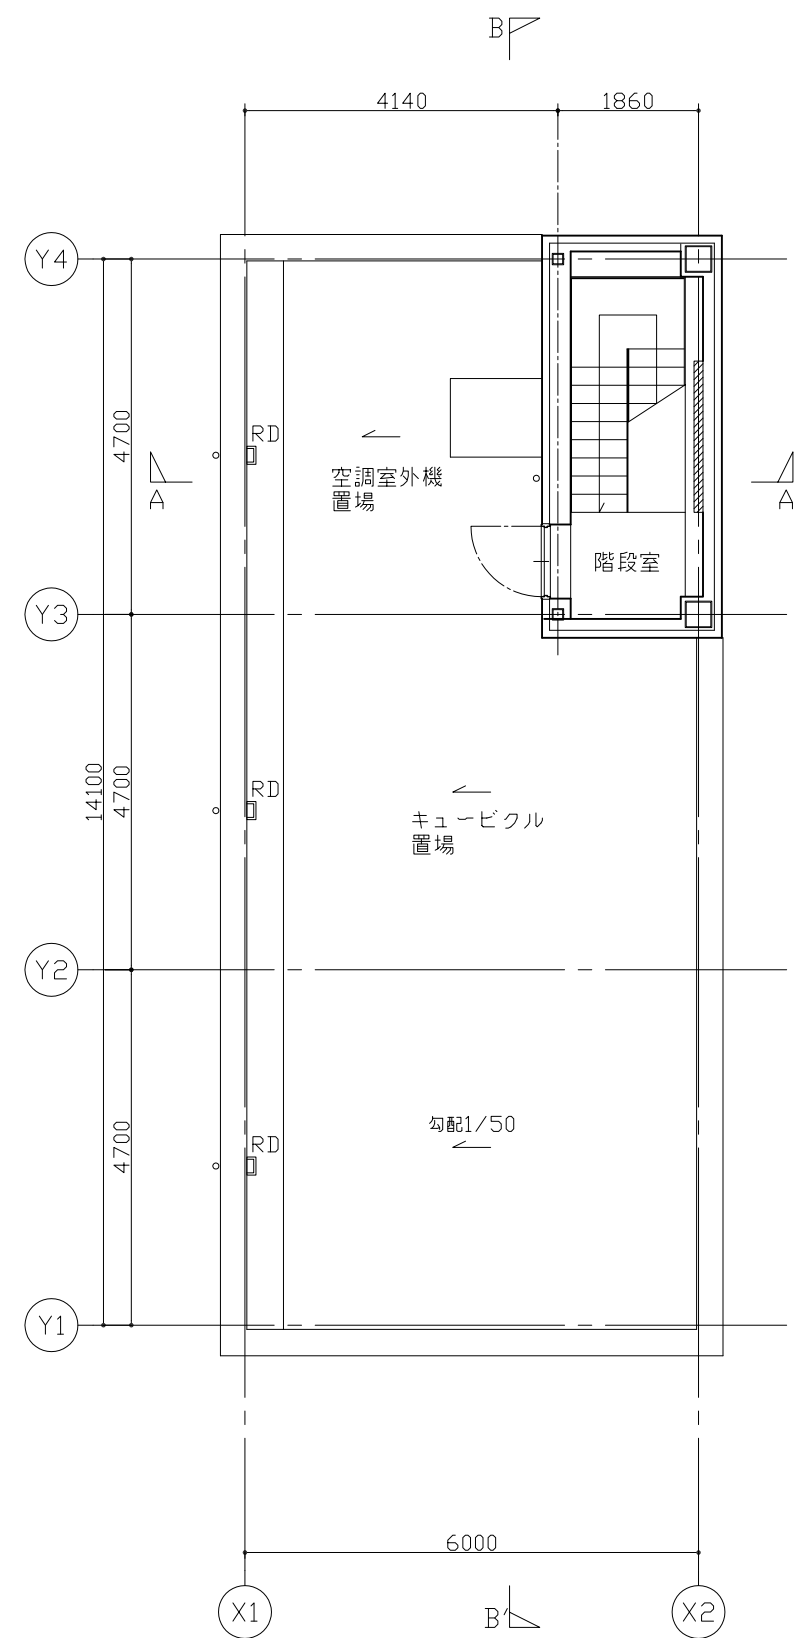 B
4140
1860
Y4
4700
RD
A
空調室外機
置場
A'
階段室
Y3
14100
4700
RD
キュービクル
置場
Y2
4700
勾配1/50
RD
Y1
6000
X1
B'
X2